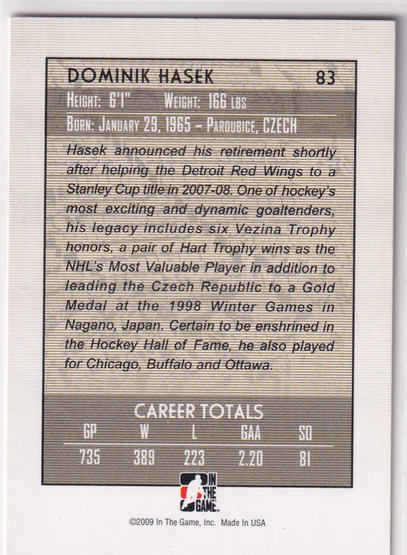 DOMINIK HASEK 83
HEIGHT: 6'1" WEIGHT: 166 LBS
BORN: JANUARY 29, 1965 – PARDUBICE, CZECH
Hasek announced his retirement shortly
after helping the Detroit Red Wings to a
Stanley Cup title in 2007-08. One of hockey's
most exciting and dynamic goaltenders,
his legacy includes six Vezina Trophy
honors, a pair of Hart Trophy wins as the
NHL's Most Valuable Player in addition to
leading the Czech Republic to a Gold
Medal at the 1998 Winter Games in
Nagano, Japan. Certain to be enshrined in
the Hockey Hall of Fame, he also played
for Chicago, Buffalo and Ottawa.
CAREER TOTALS
GP W L GAA SO
735 389 223 2.20 81
IN
THE
GAME
©2009 In The Game, Inc. Made in USA